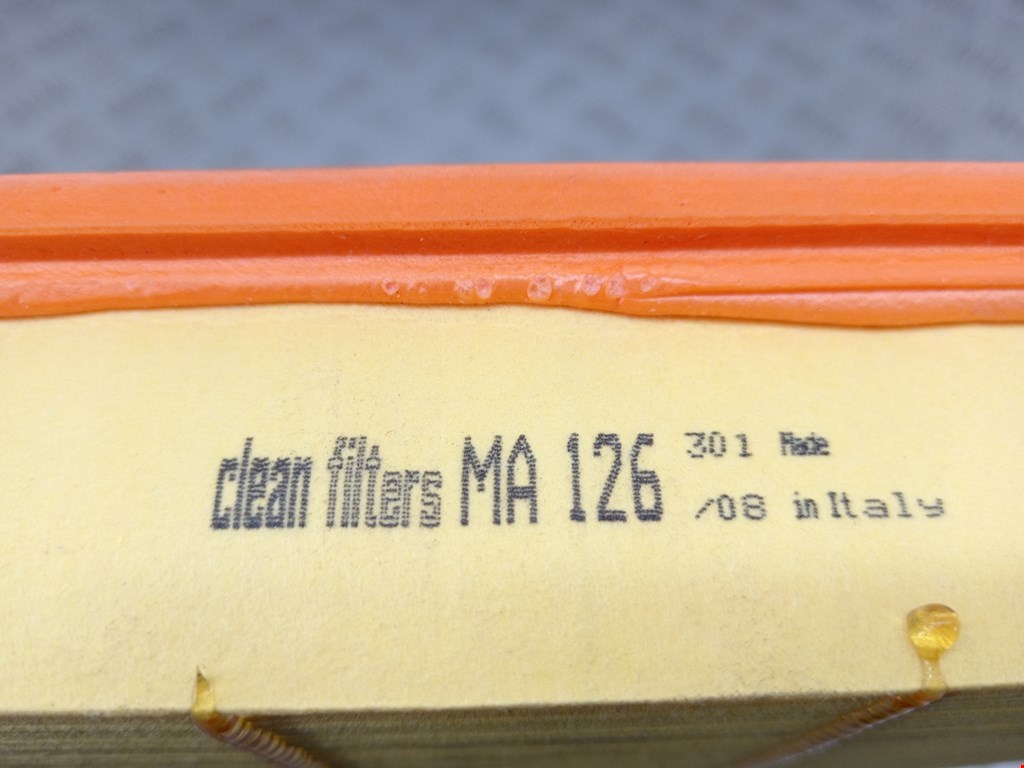 clean filters MA 126 301 Made
/08 in Italy